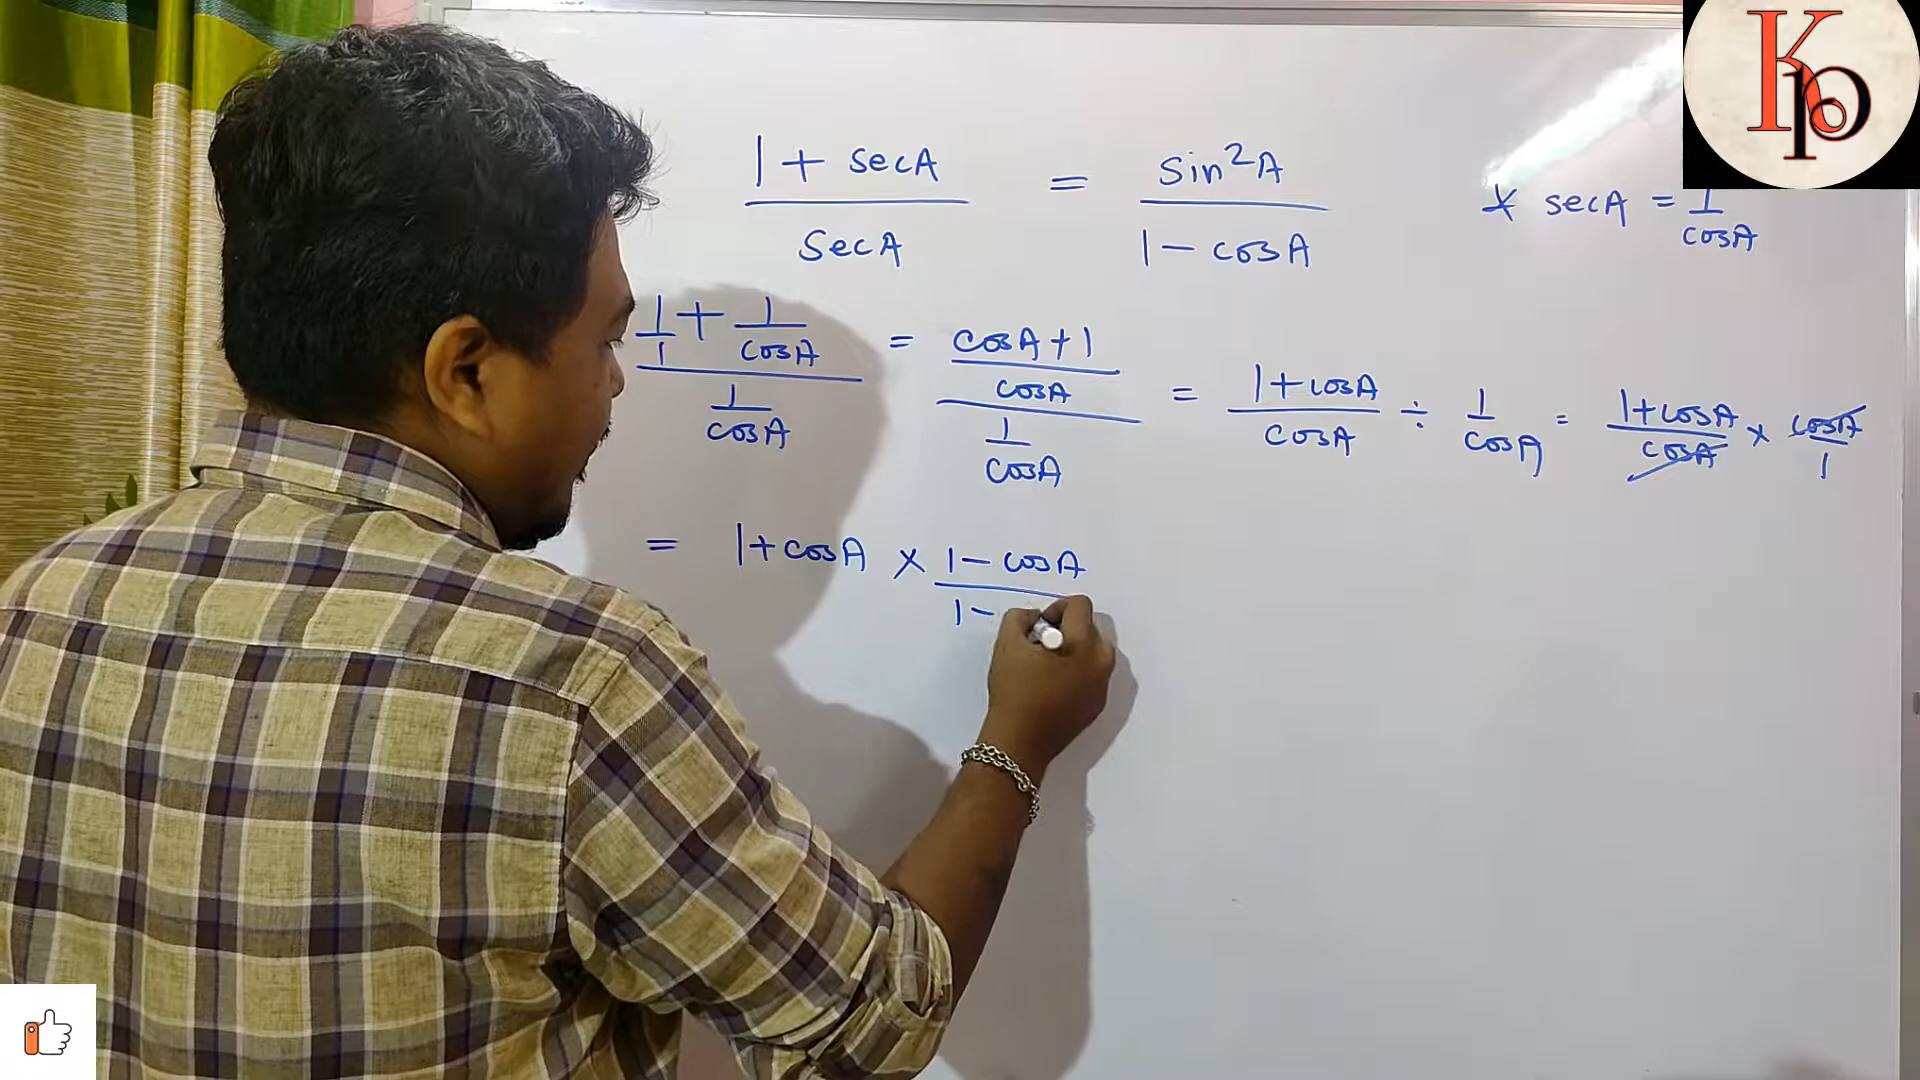 1 + secA / secA = sin²A / 1 - cosA
* secA = 1/cosA
1/1 + 1/cosA / 1/cosA = cosA + 1 / cosA / 1/cosA = 1 + cosA / cosA ÷ 1/cosA = 1 + cosA / cosA × cosA / 1
= 1 + cosA × 1 - cosA / 1 -
Kp